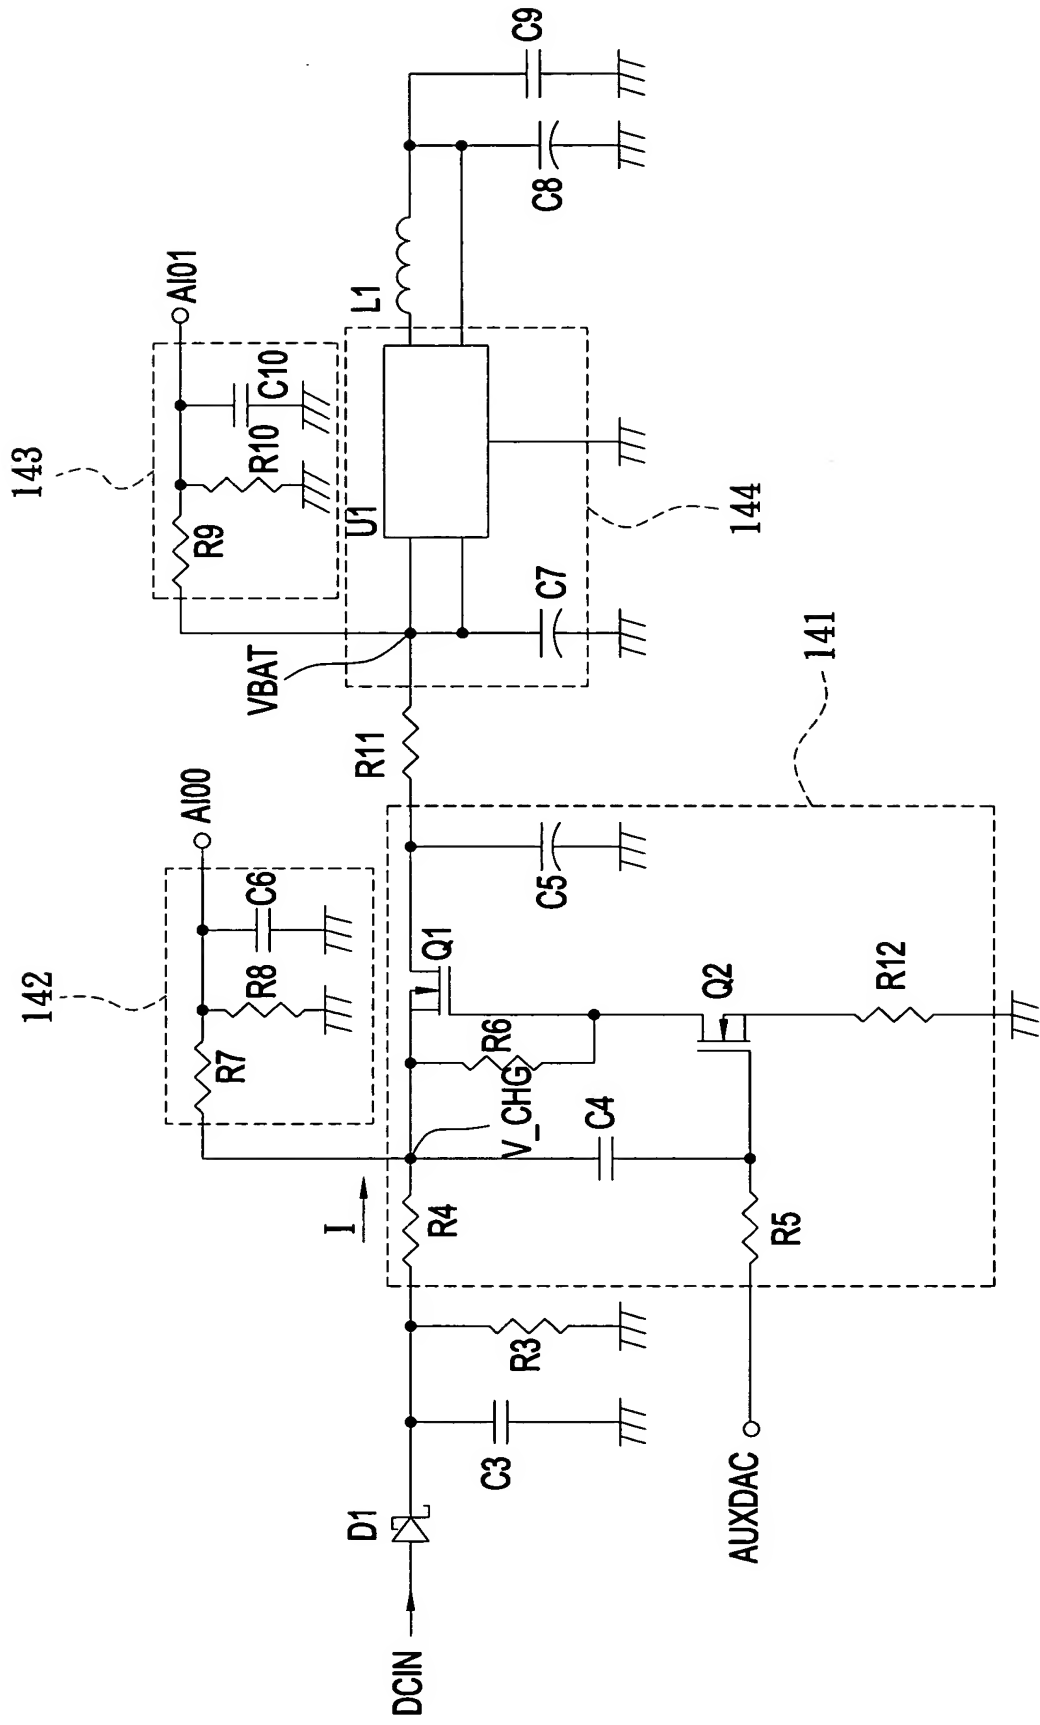 142
AI00
R7
R8
C6
143
AI01
R9
R10
C10
DCIN
D1
C3
R3
I
R4
V_CHG
R6
Q1
C5
R11
VBAT
U1
L1
C7
C8
C9
144
AUXDAC
R5
C4
Q2
R12
141